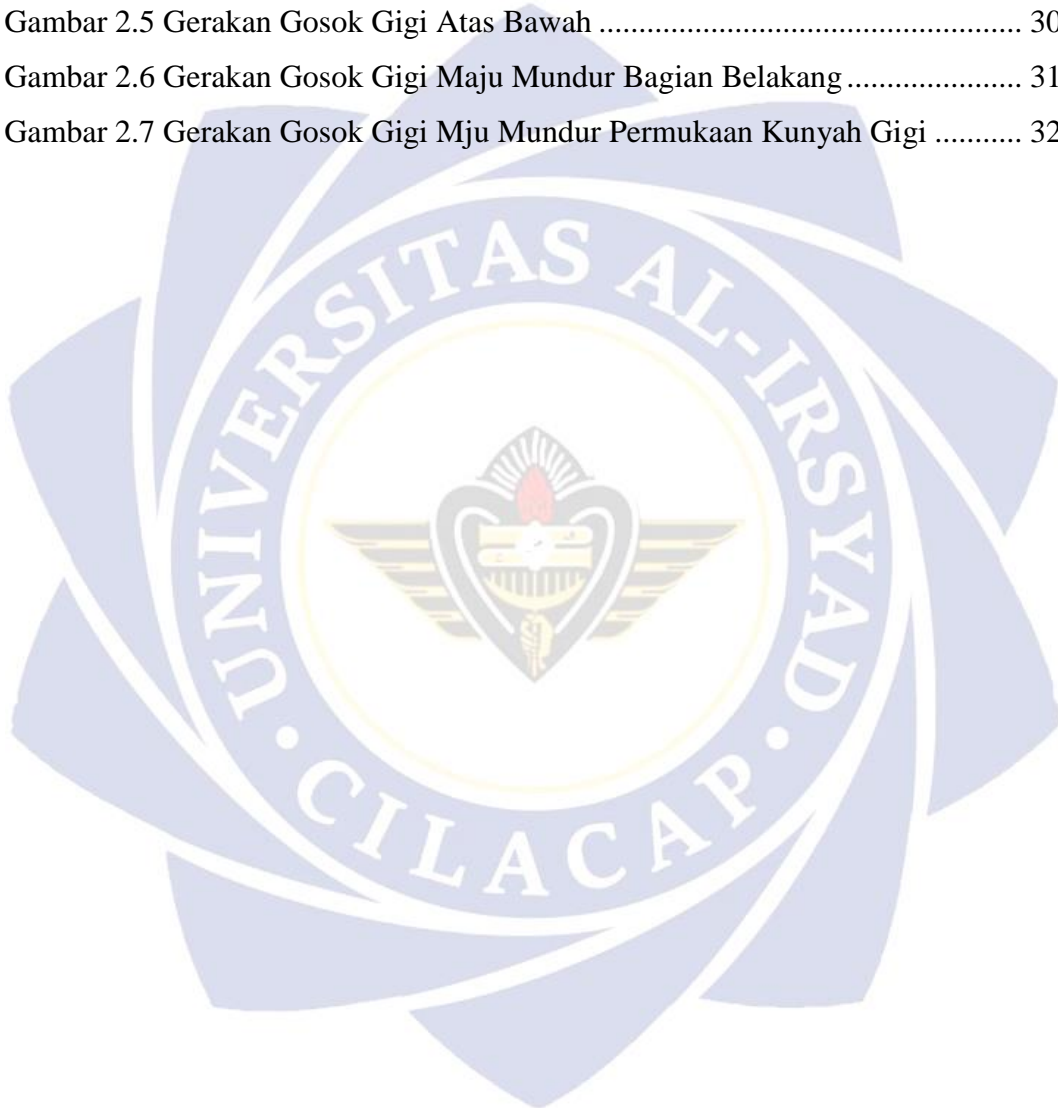 Gambar 2.5 Gerakan Gosok Gigi Atas Bawah ...................................................... 30
Gambar 2.6 Gerakan Gosok Gigi Maju Mundur Bagian Belakang ...................... 31
Gambar 2.7 Gerakan Gosok Gigi Mju Mundur Permukaan Kunyah Gigi ........... 32
UNIVERSITAS AL-IRSYAD
• CILACAP •